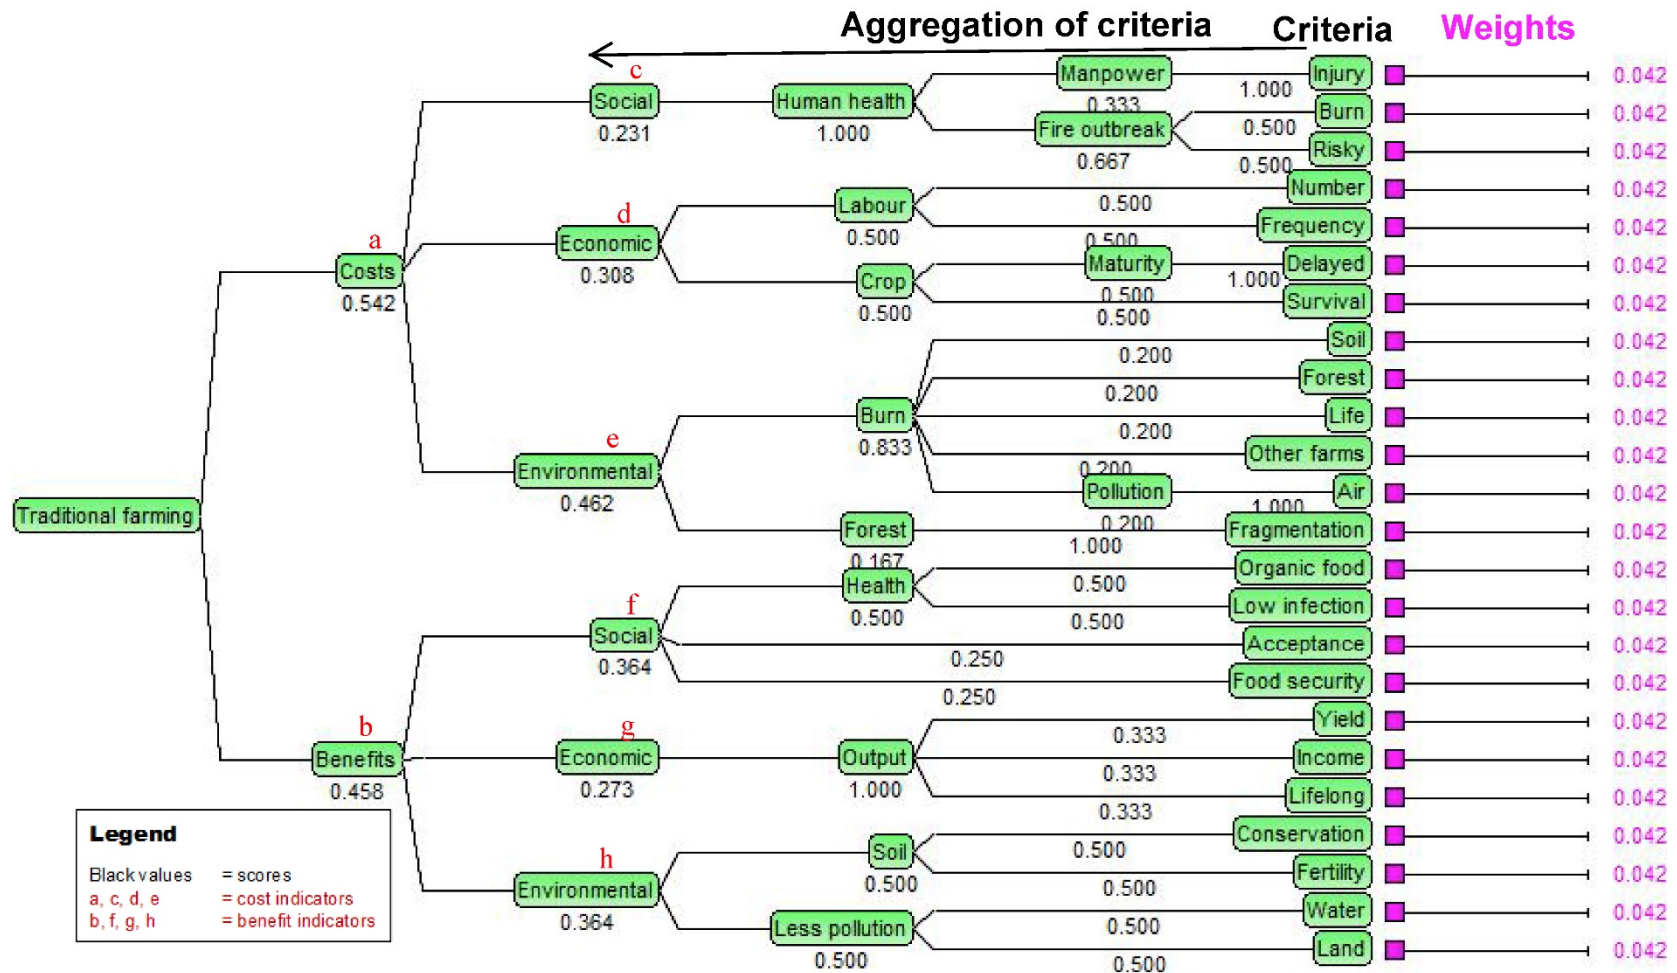 Aggregation of criteria Criteria Weights
c Manpower Injury 0.042
Social Human health 0.333 1.000
0.231 1.000 Fire outbreak Burn 0.042
0.667 0.500
Risky 0.042
0.500
Number 0.042
Labour 0.500
d 0.500 Frequency 0.042
Economic 0.500
0.308 Maturity Delayed 0.042
a Crop 0.500 1.000
Costs 0.500 Survival 0.042
0.542 0.500
Soil 0.042
0.200
Forest 0.042
0.200
Burn Life 0.042
e 0.833 0.200
Environmental Other farms 0.042
0.462 0.200
Pollution Air 0.042
Traditional farming 0.200 1.000
Forest Fragmentation 0.042
0.167 1.000
Organic food 0.042
Health 0.500
f 0.500 Low infection 0.042
Social 0.500
0.364 Acceptance 0.042
0.250
Food security 0.042
0.250
b g Yield 0.042
0.333
Benefits Economic Output Income 0.042
0.458 0.273 1.000 0.333
Lifelong 0.042
0.333
Conservation 0.042
h Soil 0.500
Environmental 0.500 Fertility 0.042
0.364 0.500
Less pollution Water 0.042
0.500 0.500
Land 0.042
0.500
Legend
Black values = scores
a, c, d, e = cost indicators
b, f, g, h = benefit indicators